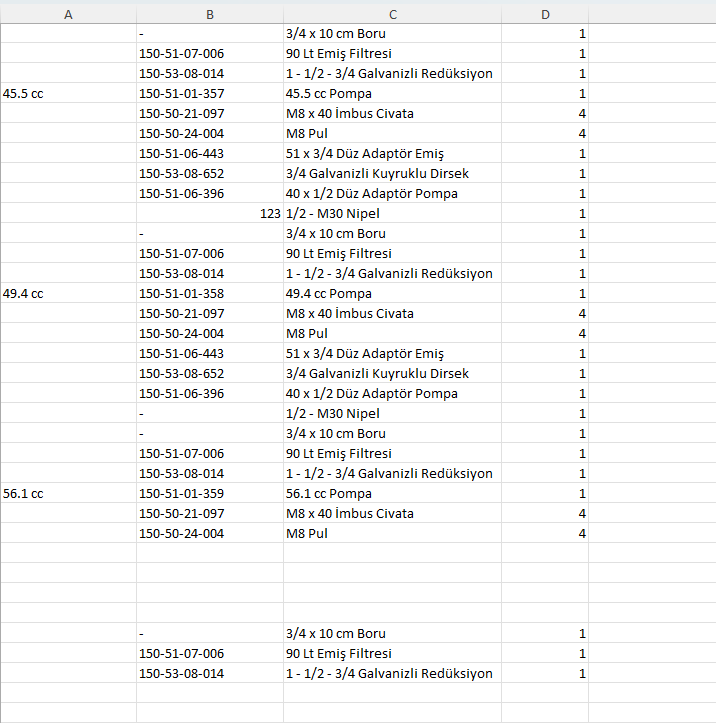 A B C D
- 3/4 x 10 cm Boru 1
150-51-07-006 90 Lt Emiş Filtresi 1
150-53-08-014 1 - 1/2 - 3/4 Galvanizli Redüksiyon 1
45.5 cc 150-51-01-357 45.5 cc Pompa 1
150-50-21-097 M8 x 40 İmbus Civata 4
150-50-24-004 M8 Pul 4
150-51-06-443 51 x 3/4 Düz Adaptör Emiş 1
150-53-08-652 3/4 Galvanizli Kuyruklu Dirsek 1
150-51-06-396 40 x 1/2 Düz Adaptör Pompa 1
123 1/2 - M30 Nipel 1
- 3/4 x 10 cm Boru 1
150-51-07-006 90 Lt Emiş Filtresi 1
150-53-08-014 1 - 1/2 - 3/4 Galvanizli Redüksiyon 1
49.4 cc 150-51-01-358 49.4 cc Pompa 1
150-50-21-097 M8 x 40 İmbus Civata 4
150-50-24-004 M8 Pul 4
150-51-06-443 51 x 3/4 Düz Adaptör Emiş 1
150-53-08-652 3/4 Galvanizli Kuyruklu Dirsek 1
150-51-06-396 40 x 1/2 Düz Adaptör Pompa 1
- 1/2 - M30 Nipel 1
- 3/4 x 10 cm Boru 1
150-51-07-006 90 Lt Emiş Filtresi 1
150-53-08-014 1 - 1/2 - 3/4 Galvanizli Redüksiyon 1
56.1 cc 150-51-01-359 56.1 cc Pompa 1
150-50-21-097 M8 x 40 İmbus Civata 4
150-50-24-004 M8 Pul 4
- 3/4 x 10 cm Boru 1
150-51-07-006 90 Lt Emiş Filtresi 1
150-53-08-014 1 - 1/2 - 3/4 Galvanizli Redüksiyon 1